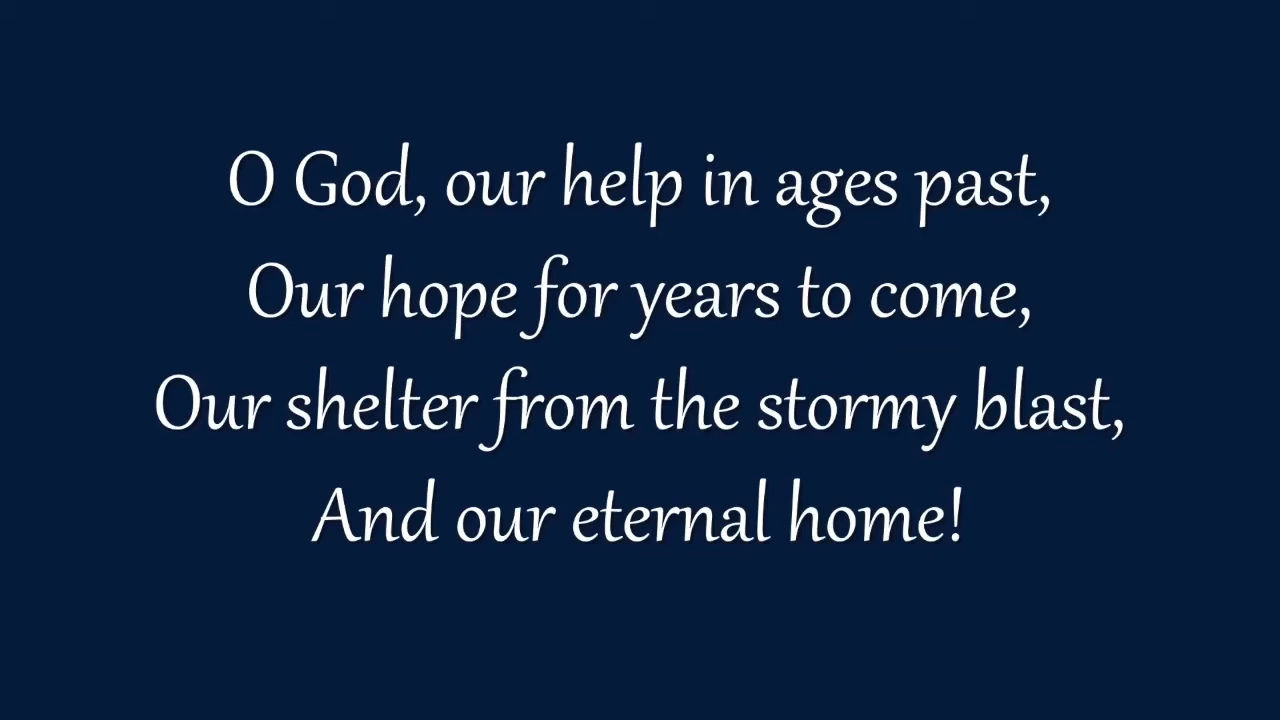 O God, our help in ages past,
Our hope for years to come,
Our shelter from the stormy blast,
And our eternal home!